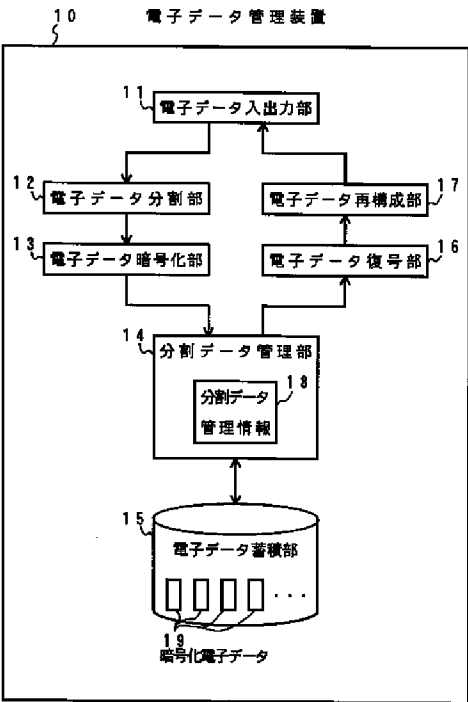 10 電子データ管理装置
11
電子データ入出力部
12
電子データ分割部
17
電子データ再構成部
13
電子データ暗号化部
16
電子データ復号部
14
分割データ管理部
18
分割データ
管理情報
15
電子データ蓄積部
・・・
19
暗号化電子データ